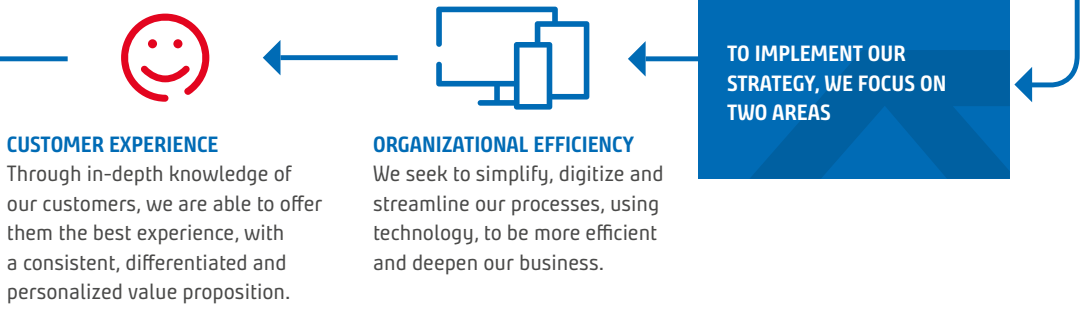 TO IMPLEMENT OUR
STRATEGY, WE FOCUS ON
TWO AREAS
ORGANIZATIONAL EFFICIENCY
We seek to simplify, digitize and
streamline our processes, using
technology, to be more efficient
and deepen our business.
CUSTOMER EXPERIENCE
Through in-depth knowledge of
our customers, we are able to offer
them the best experience, with
a consistent, differentiated and
personalized value proposition.